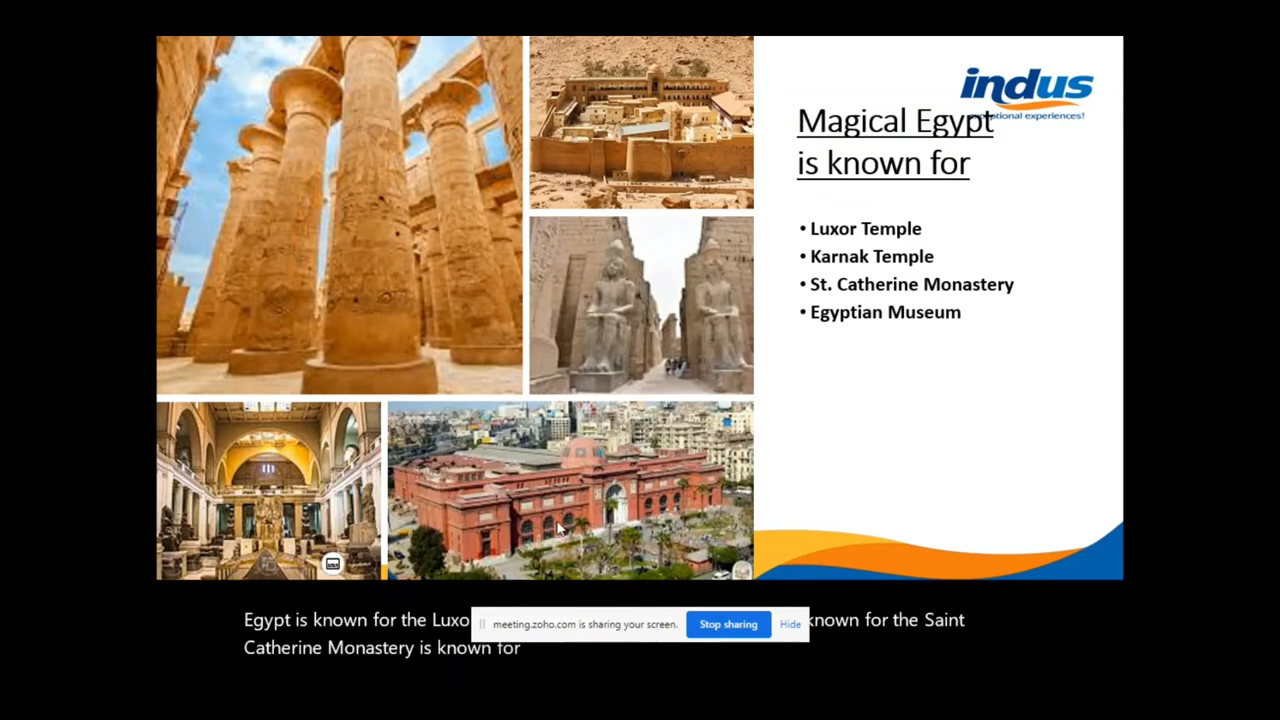 indus
exceptional experiences!
Magical Egypt
is known for
• Luxor Temple
• Karnak Temple
• St. Catherine Monastery
• Egyptian Museum
Egypt is known for the
meeting.zoho.com is sharing your screen.
Stop sharing
Hide
known for the Saint
Catherine Monastery is known for